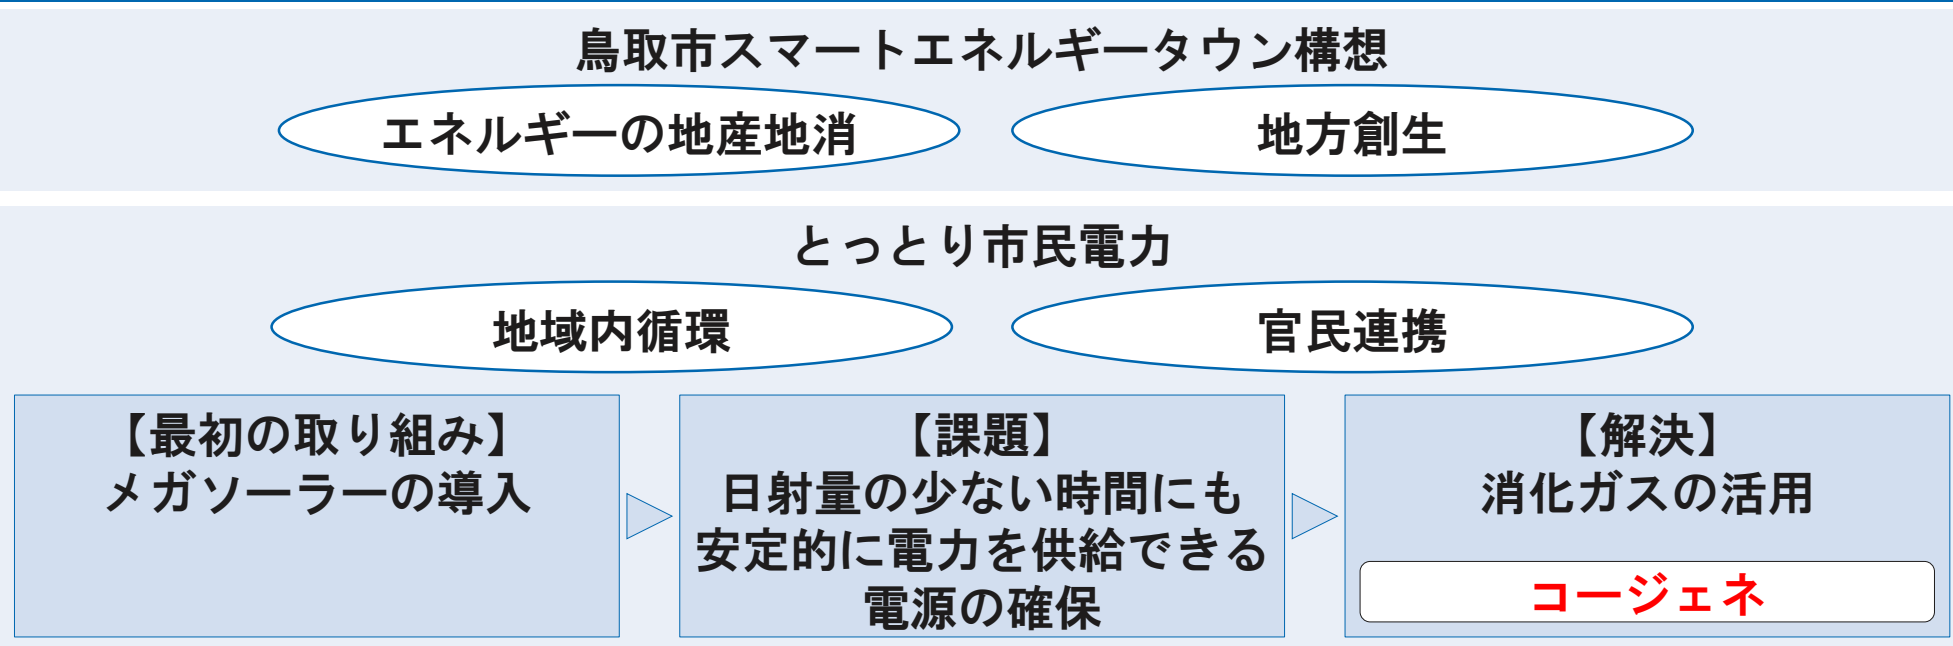 鳥取市スマートエネルギータウン構想
エネルギーの地産地消
地方創生
とっとり市民電力
地域内循環
官民連携
【最初の取り組み】
メガソーラーの導入
【課題】
日射量の少ない時間にも
安定的に電力を供給できる
電源の確保
【解決】
消化ガスの活用
コージェネ